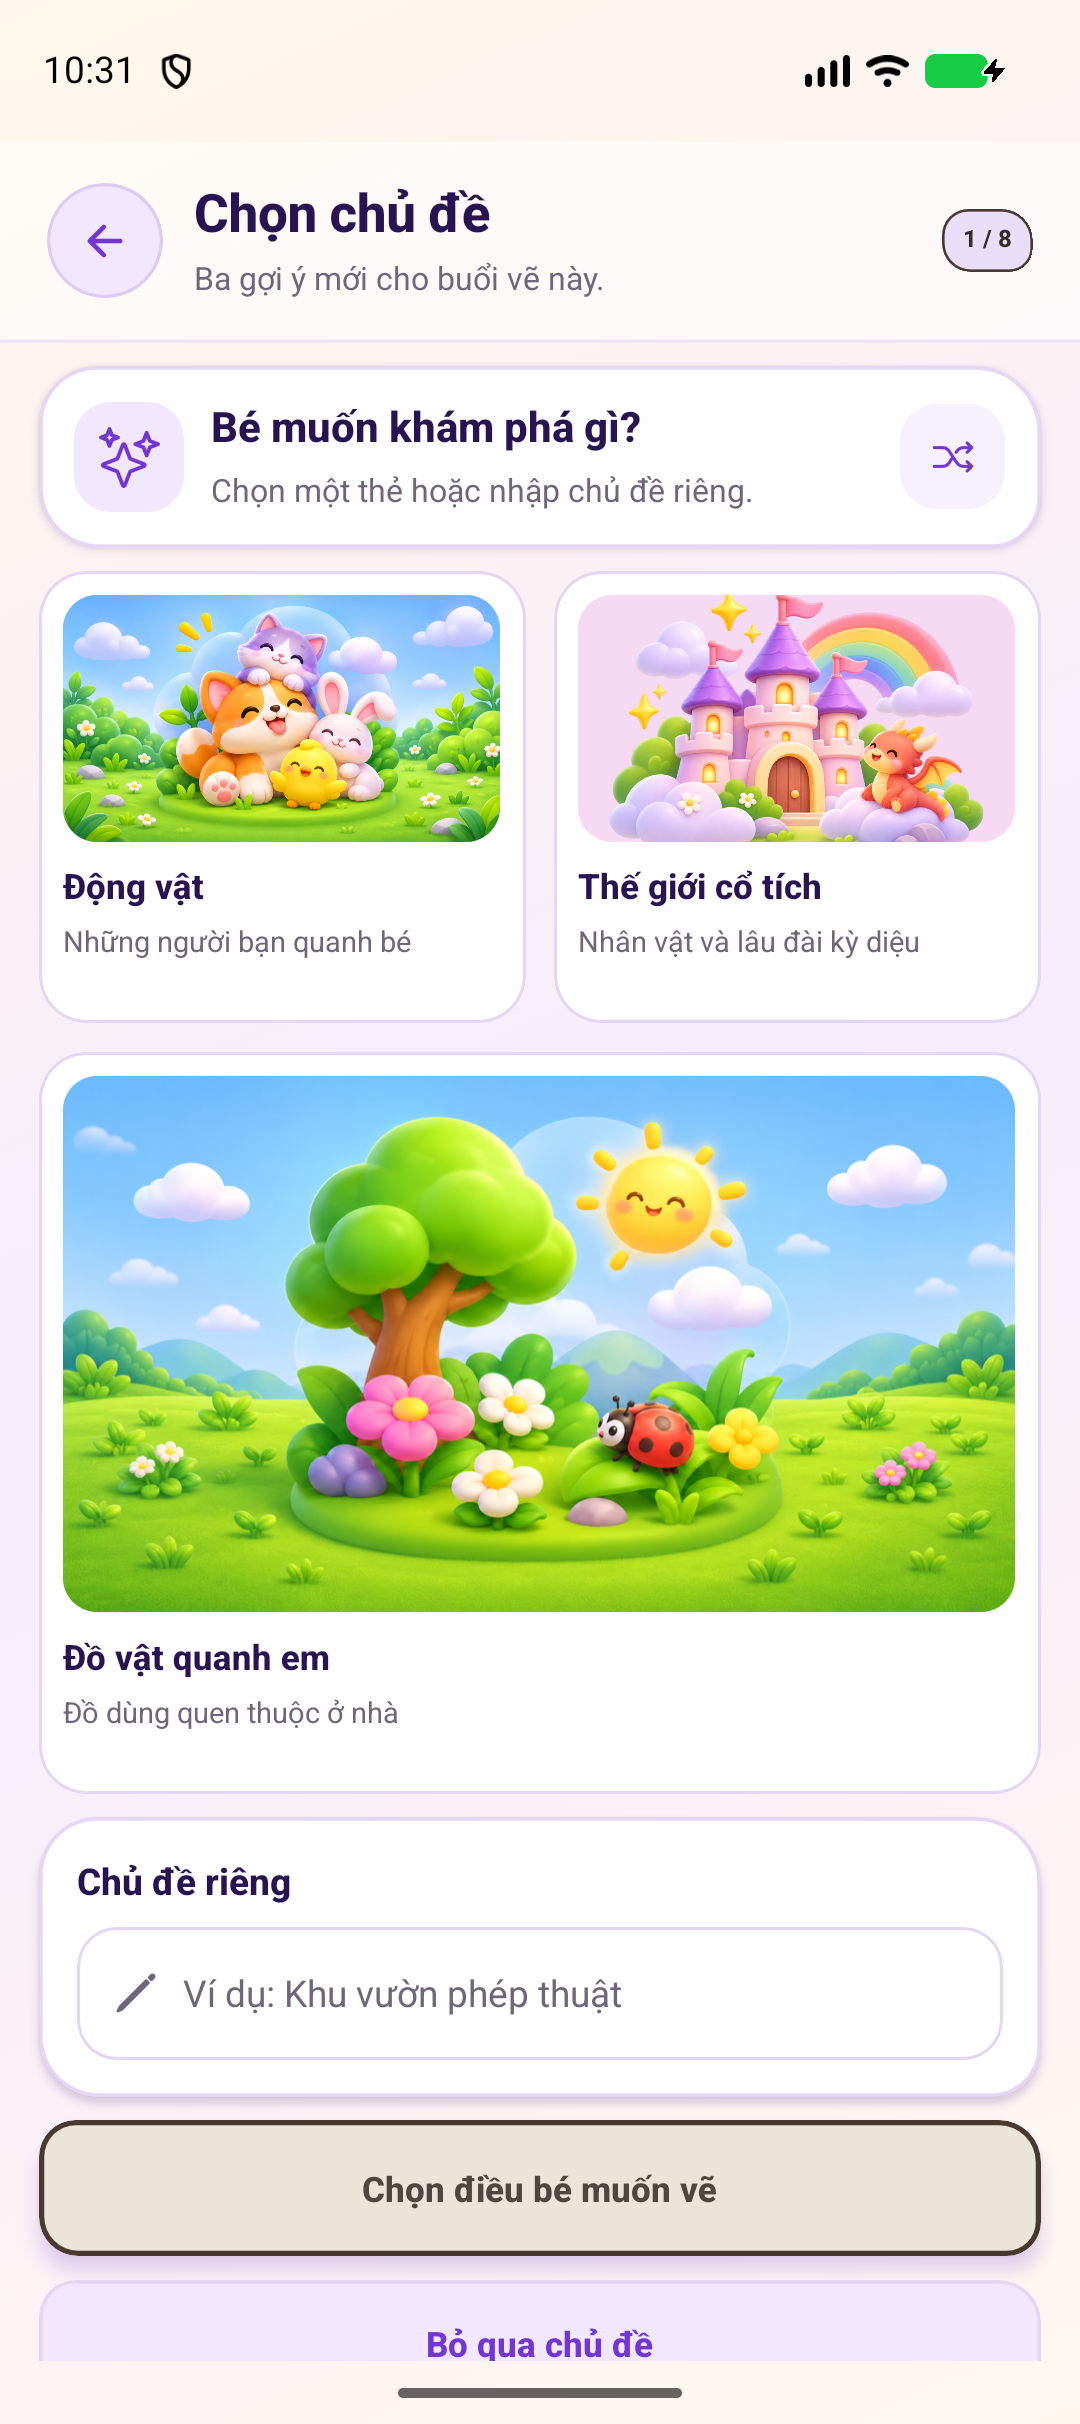 10:31
Chọn chủ đề
Ba gợi ý mới cho buổi vẽ này.
1 / 8
Bé muốn khám phá gì?
Chọn một thẻ hoặc nhập chủ đề riêng.
Động vật
Những người bạn quanh bé
Thế giới cổ tích
Nhân vật và lâu đài kỳ diệu
Đồ vật quanh em
Đồ dùng quen thuộc ở nhà
Chủ đề riêng
Ví dụ: Khu vườn phép thuật
Chọn điều bé muốn vẽ
Bỏ qua chủ đề